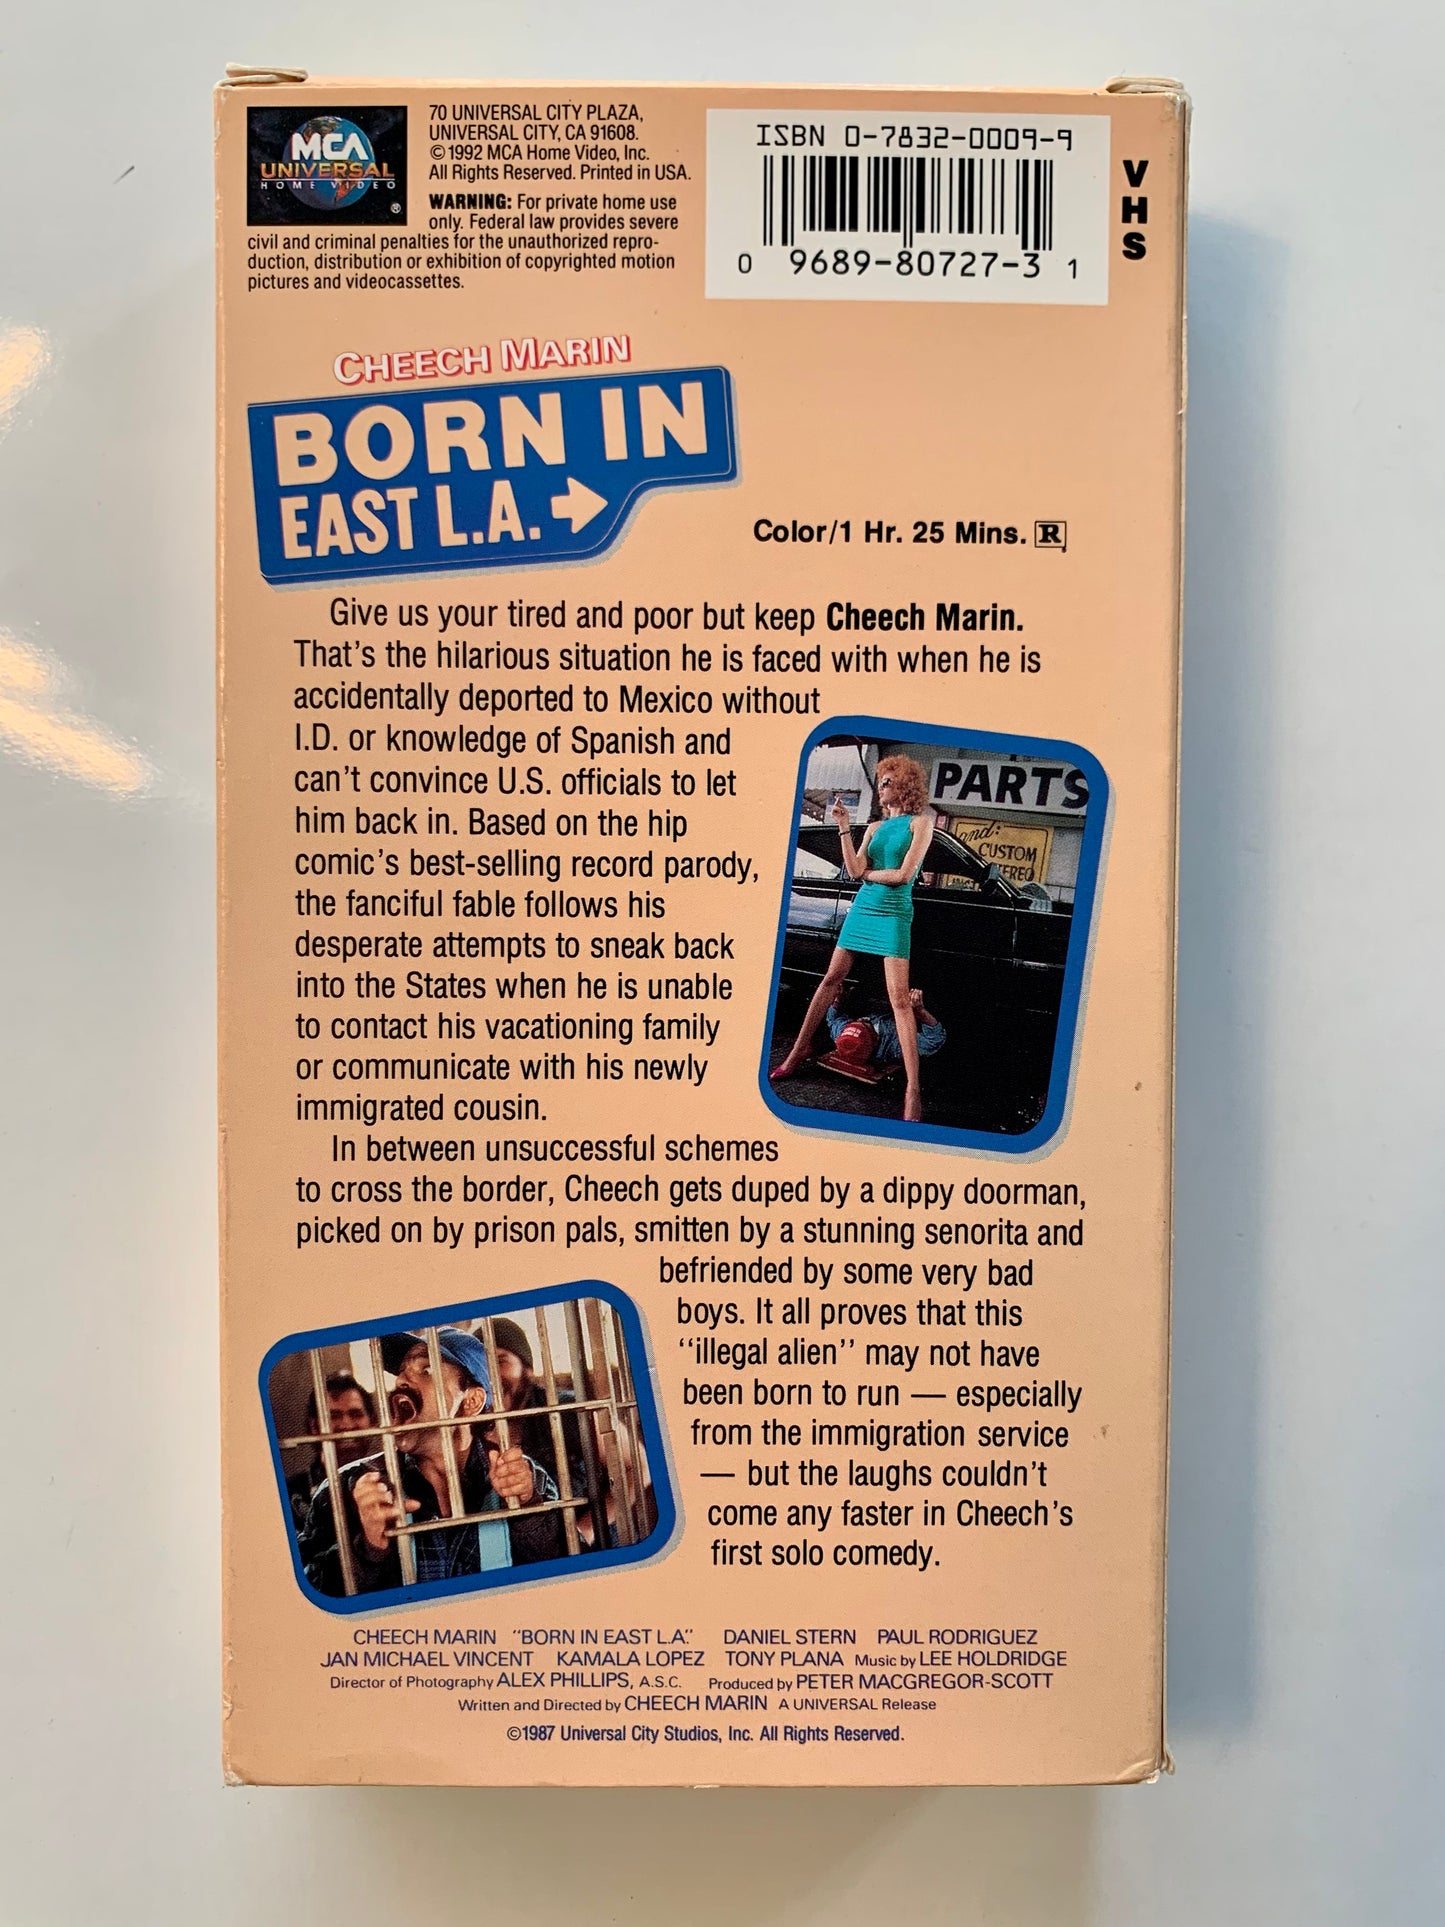 MCA
UNIVERSAL
HOME VIDEO
®
70 UNIVERSAL CITY PLAZA,
UNIVERSAL CITY, CA 91608.
©1992 MCA Home Video, Inc.
All Rights Reserved. Printed in USA.
WARNING: For private home use
only. Federal law provides severe
civil and criminal penalties for the unauthorized repro-
duction, distribution or exhibition of copyrighted motion
pictures and videocassettes.
ISBN 0-7832-0009-9
0 9689-80727-3 1
VHS
CHEECH MARIN
BORN IN
EAST L.A.
Color/1 Hr. 25 Mins. R
Give us your tired and poor but keep Cheech Marin.
That's the hilarious situation he is faced with when he is
accidentally deported to Mexico without
I.D. or knowledge of Spanish and
can't convince U.S. officials to let
him back in. Based on the hip
comic's best-selling record parody,
the fanciful fable follows his
desperate attempts to sneak back
into the States when he is unable
to contact his vacationing family
or communicate with his newly
immigrated cousin.
PARTS
and:
CUSTOM
In between unsuccessful schemes
to cross the border, Cheech gets duped by a dippy doorman,
picked on by prison pals, smitten by a stunning senorita and
befriended by some very bad
boys. It all proves that this
"illegal alien" may not have
been born to run — especially
from the immigration service
— but the laughs couldn't
come any faster in Cheech's
first solo comedy.
CHEECH MARIN "BORN IN EAST L.A." DANIEL STERN PAUL RODRIGUEZ
JAN MICHAEL VINCENT KAMALA LOPEZ TONY PLANA Music by LEE HOLDRIDGE
Director of Photography ALEX PHILLIPS, A.S.C. Produced by PETER MACGREGOR-SCOTT
Written and Directed by CHEECH MARIN A UNIVERSAL Release
©1987 Universal City Studios, Inc. All Rights Reserved.